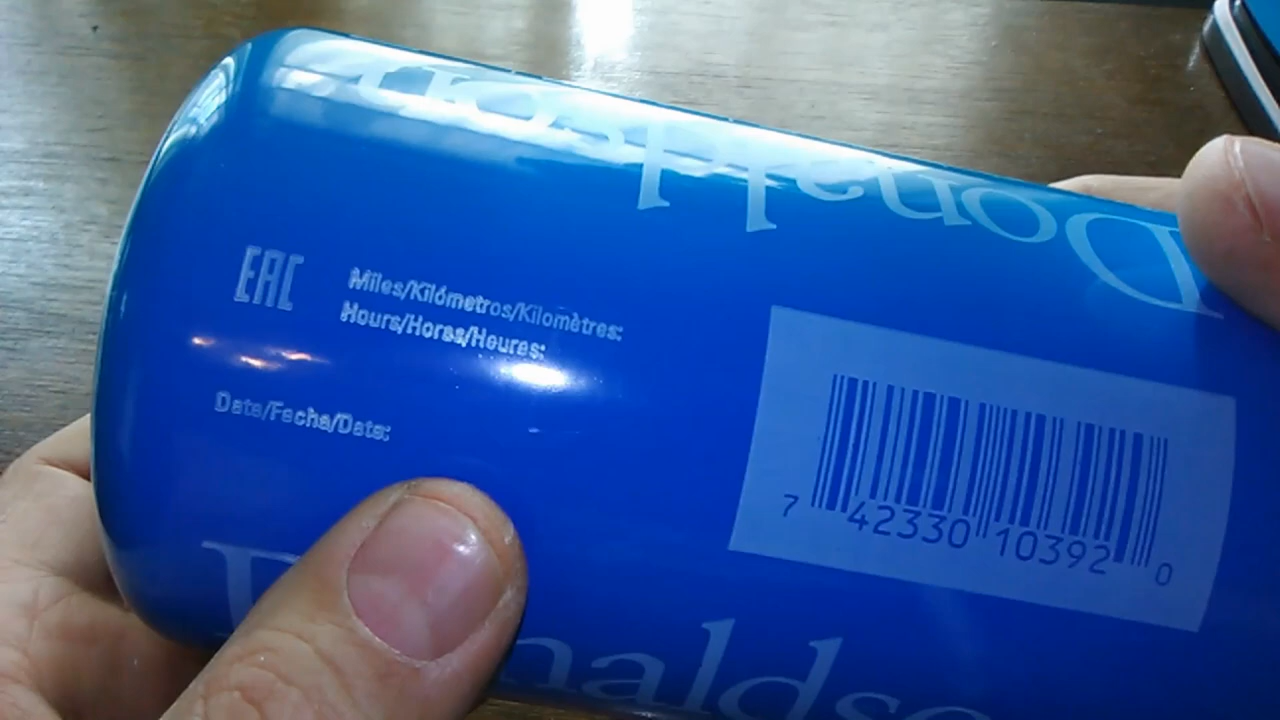 Donaldson
EAC
Miles/Kilómetros/Kilomètres:
Hours/Horas/Heures:
Date/Fecha/Date:
7 42330 10392 0